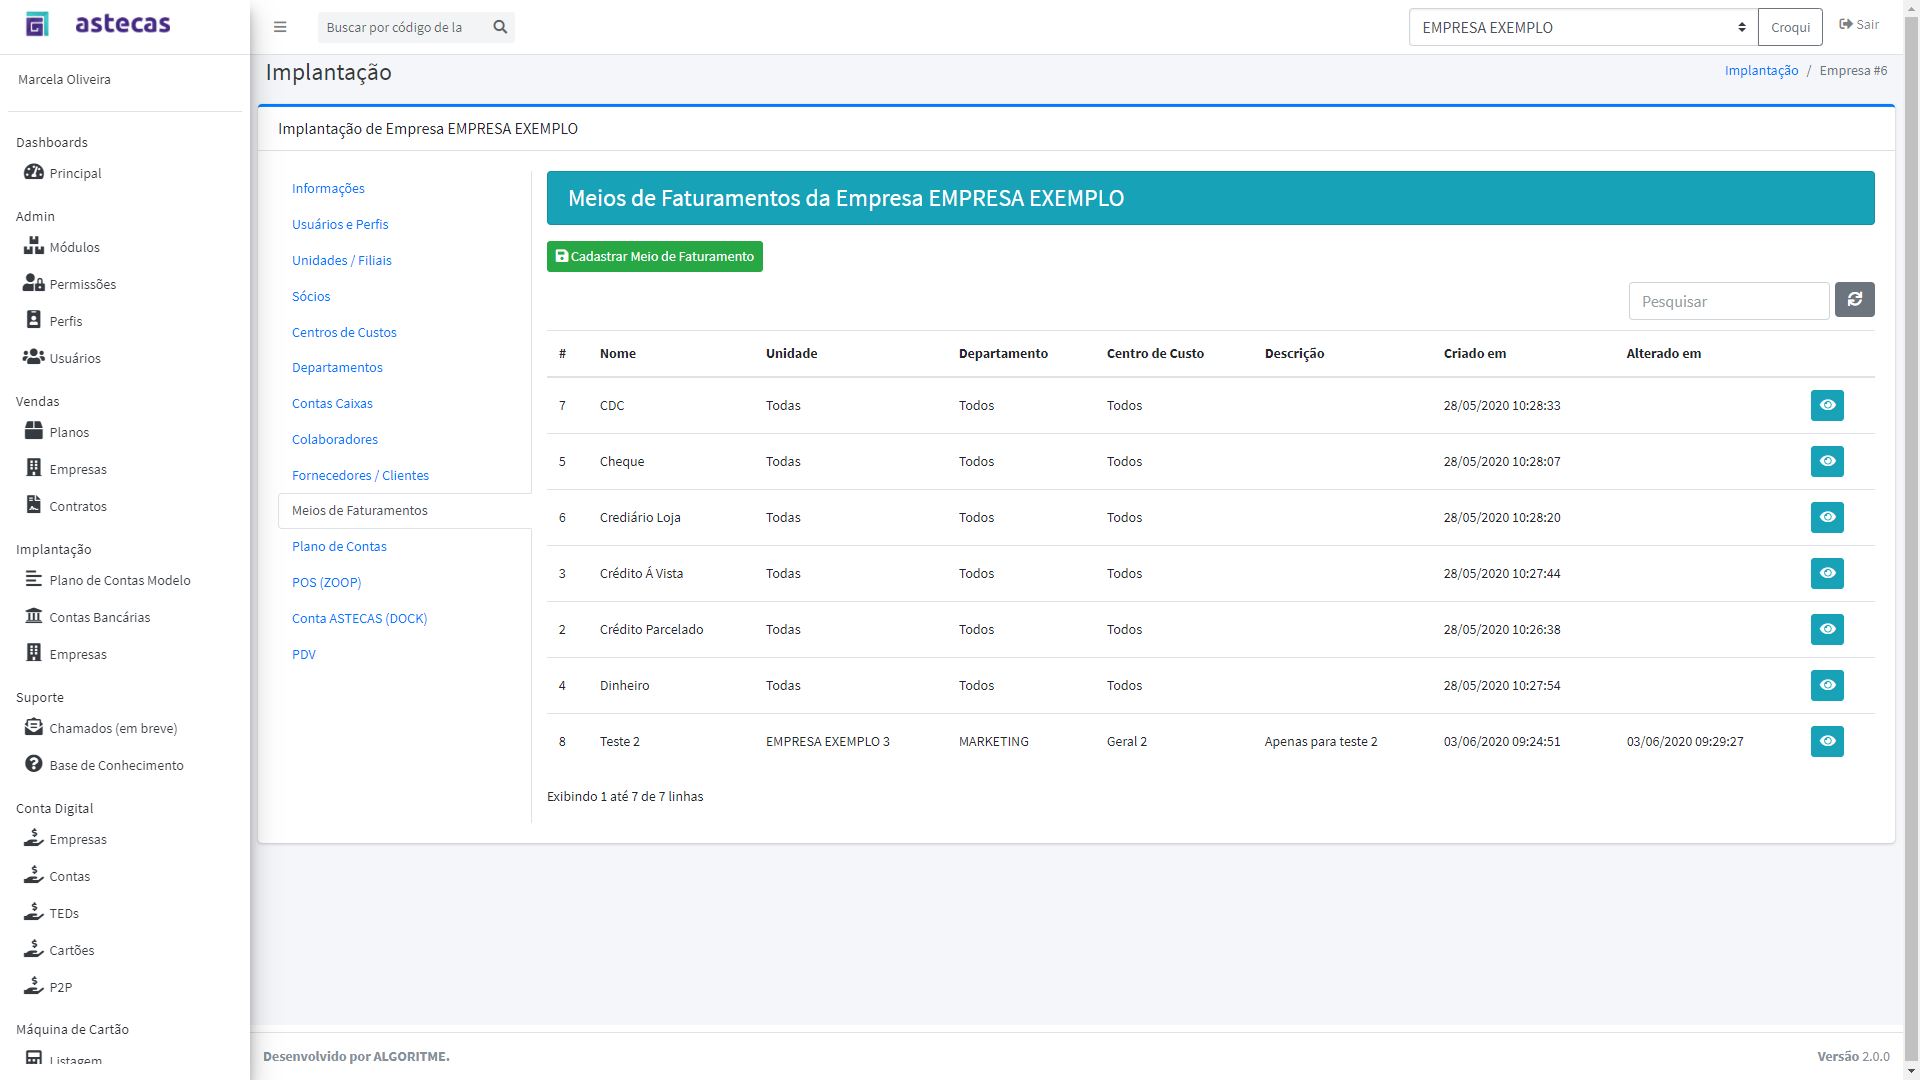 astecas
Buscar por código de la
EMPRESA EXEMPLO
Croqui
Sair
Marcela Oliveira
Dashboards
Principal
Admin
Módulos
Permissões
Perfis
Usuários
Vendas
Planos
Empresas
Contratos
Implantação
Plano de Contas Modelo
Contas Bancárias
Empresas
Suporte
Chamados (em breve)
Base de Conhecimento
Conta Digital
Empresas
Contas
TEDs
Cartões
P2P
Máquina de Cartão
Listagem
Implantação
Implantação / Empresa #6
Implantação de Empresa EMPRESA EXEMPLO
Informações
Usuários e Perfis
Unidades / Filiais
Sócios
Centros de Custos
Departamentos
Contas Caixas
Colaboradores
Fornecedores / Clientes
Meios de Faturamentos
Plano de Contas
POS (ZOOP)
Conta ASTECAS (DOCK)
PDV
Meios de Faturamentos da Empresa EMPRESA EXEMPLO
Cadastrar Meio de Faturamento
Pesquisar
# Nome Unidade Departamento Centro de Custo Descrição Criado em Alterado em
7 CDC Todas Todos Todos 28/05/2020 10:28:33
5 Cheque Todas Todos Todos 28/05/2020 10:28:07
6 Crediário Loja Todas Todos Todos 28/05/2020 10:28:20
3 Crédito Á Vista Todas Todos Todos 28/05/2020 10:27:44
2 Crédito Parcelado Todas Todos Todos 28/05/2020 10:26:38
4 Dinheiro Todas Todos Todos 28/05/2020 10:27:54
8 Teste 2 EMPRESA EXEMPLO 3 MARKETING Geral 2 Apenas para teste 2 03/06/2020 09:24:51 03/06/2020 09:29:27
Exibindo 1 até 7 de 7 linhas
Desenvolvido por ALGORITME.
Versão 2.0.0